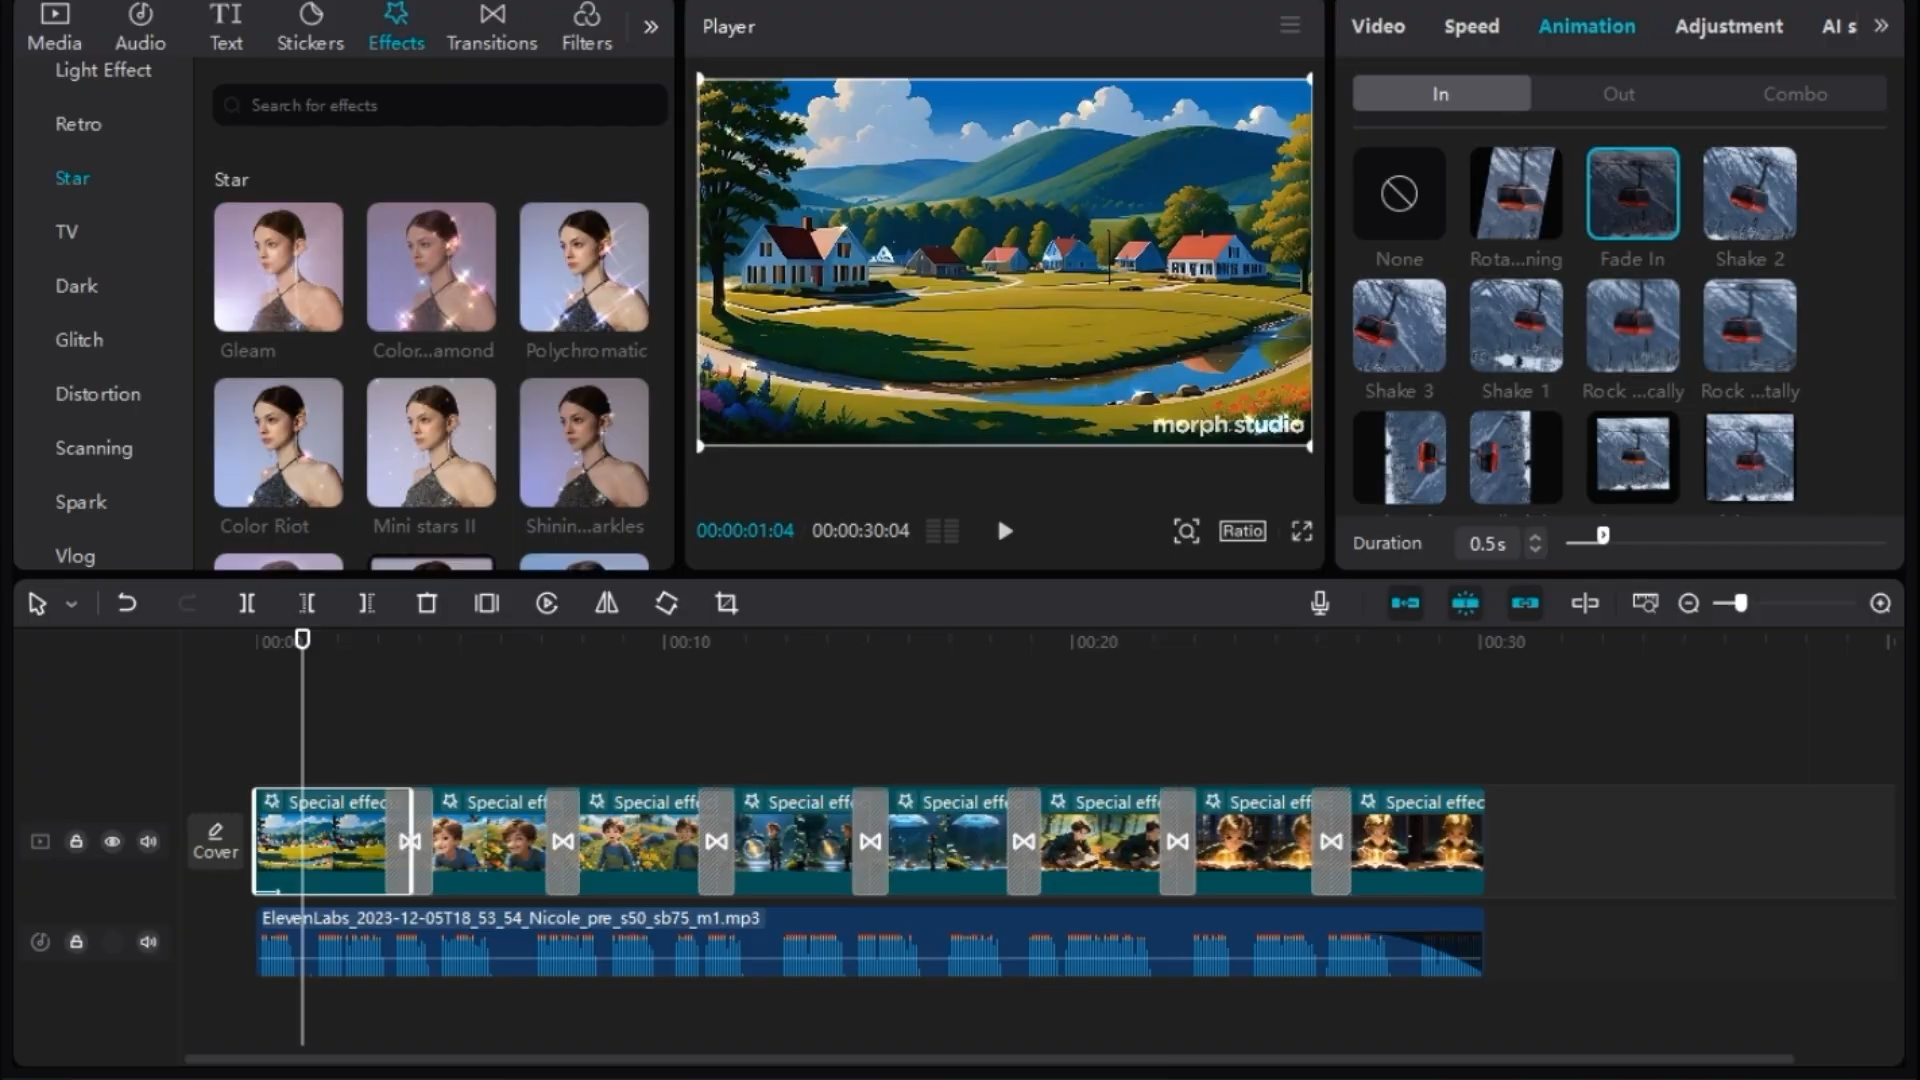 Media
Audio
Text
Stickers
Effects
Transitions
Filters
Light Effect
Retro
Star
TV
Dark
Glitch
Distortion
Scanning
Spark
Vlog
Search for effects
Star
Gleam
Color...amond
Polychromatic
Color Riot
Mini stars II
Shinin...arkles
Player
morph studio
00:00:01:04
00:00:30:04
Ratio
Video
Speed
Animation
Adjustment
AI s
In
Out
Combo
None
Rota...ning
Fade In
Shake 2
Shake 3
Shake 1
Rock ...cally
Rock ...tally
Duration
0.5s
00:0
00:10
00:20
00:30
Cover
Special effec
Special eff
Special effe
Special effe
Special effe
Special effe
Special effe
Special effec
ElevenLabs_2023-12-05T18_53_54_Nicole_pre_s50_sb75_m1.mp3